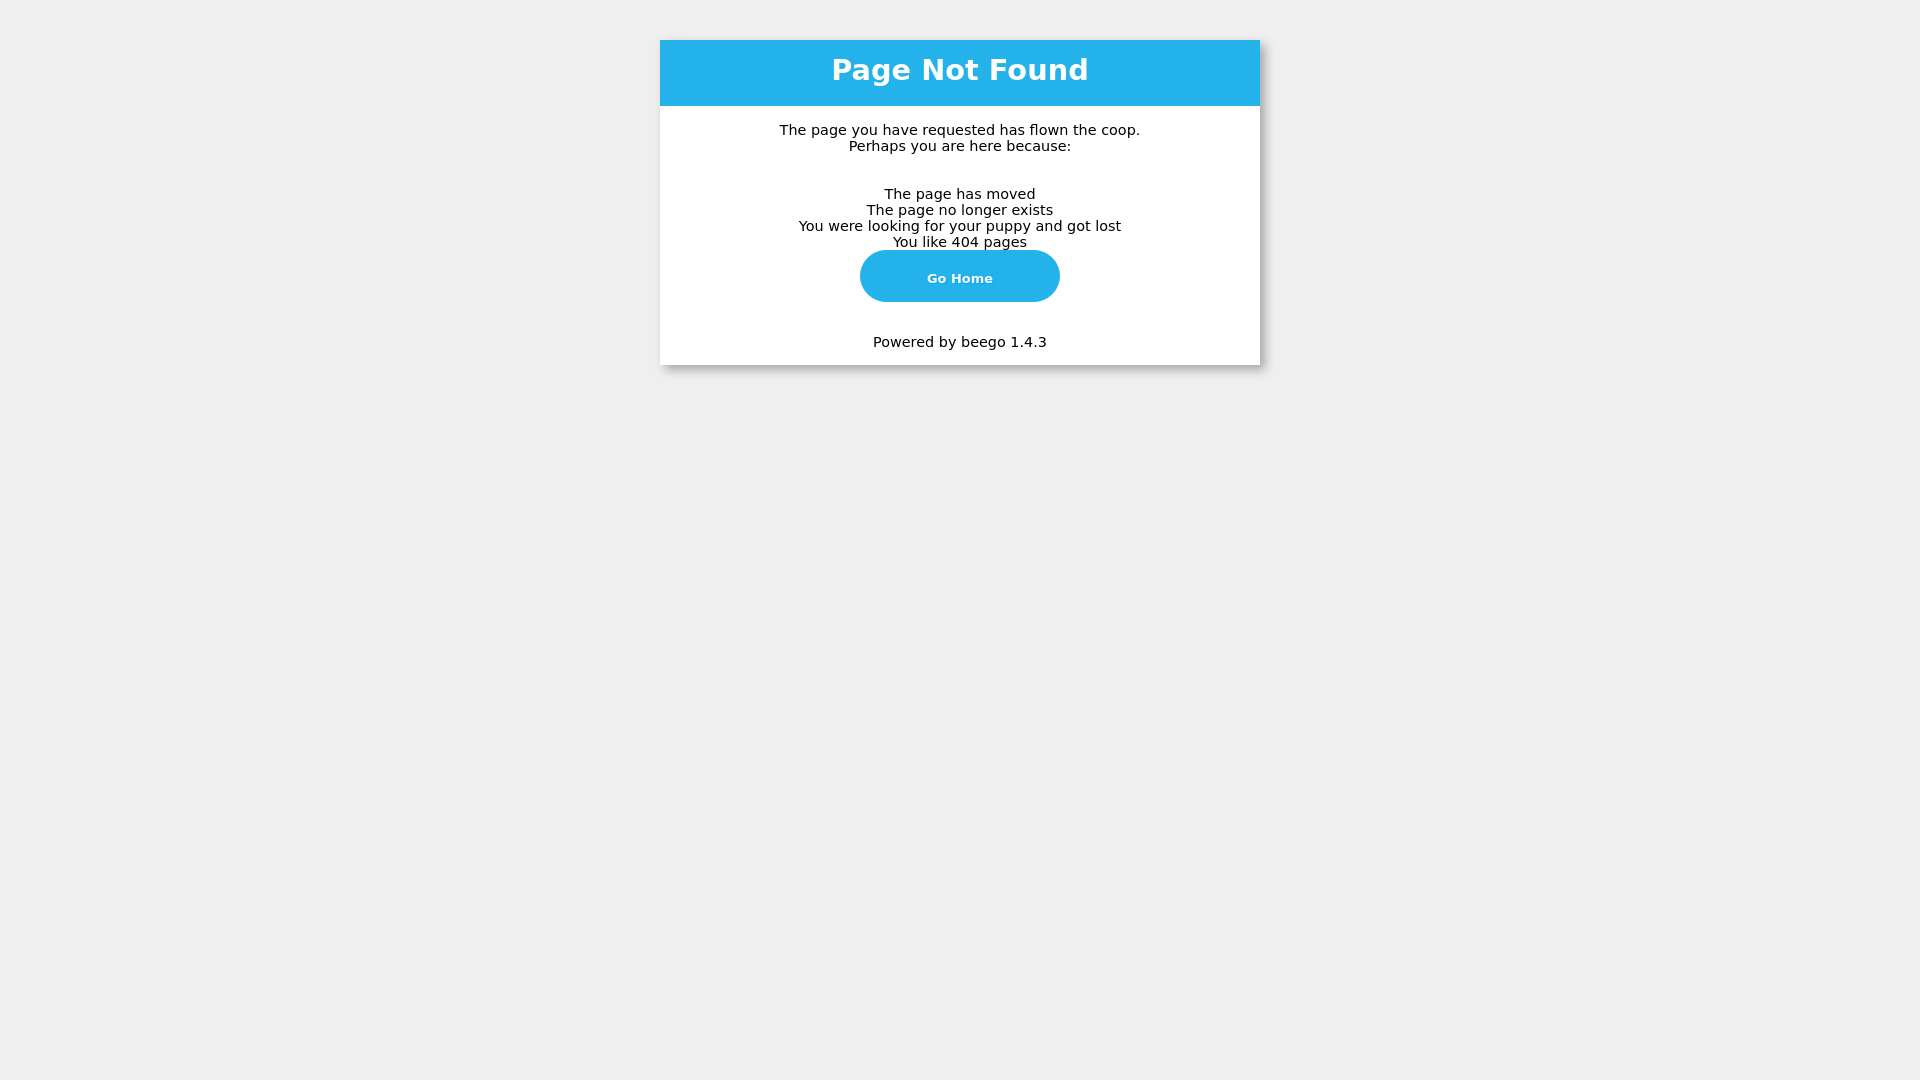 Page Not Found
The page you have requested has flown the coop.
Perhaps you are here because:
The page has moved
The page no longer exists
You were looking for your puppy and got lost
You like 404 pages
Go Home
Powered by beego 1.4.3